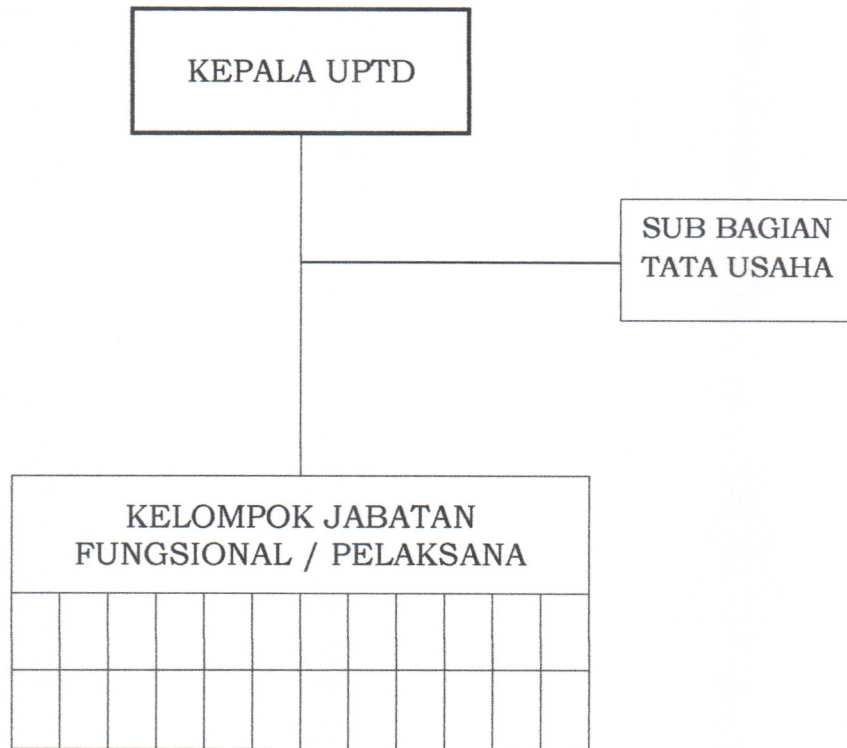 KEPALA UPTD
SUB BAGIAN
TATA USAHA
KELOMPOK JABATAN
FUNGSIONAL / PELAKSANA